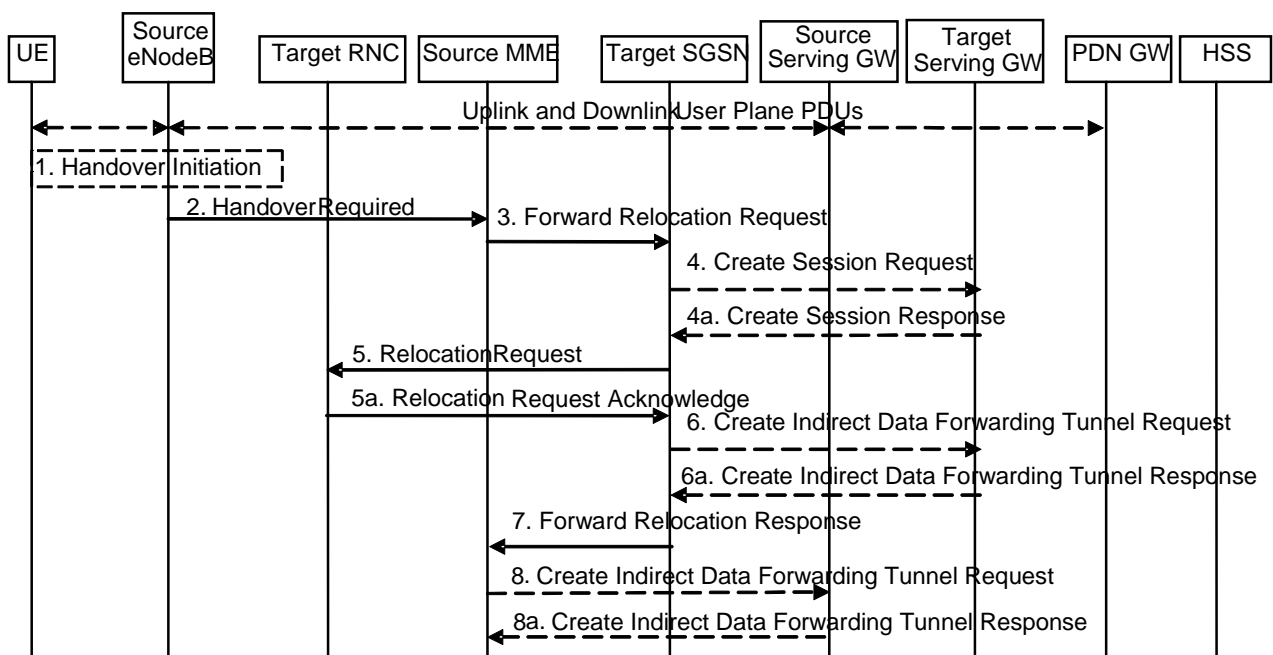 UE
Source
eNodeB
Target RNC
Source MME
Target SGSN
Source
Serving GW
Target
Serving GW
PDN GW
HSS
Uplink and Downlink User Plane PDUs
1. Handover Initiation
2. Handover Required
3. Forward Relocation Request
4. Create Session Request
4a. Create Session Response
5. Relocation Request
5a. Relocation Request Acknowledge
6. Create Indirect Data Forwarding Tunnel Request
6a. Create Indirect Data Forwarding Tunnel Response
7. Forward Relocation Response
8. Create Indirect Data Forwarding Tunnel Request
8a. Create Indirect Data Forwarding Tunnel Response